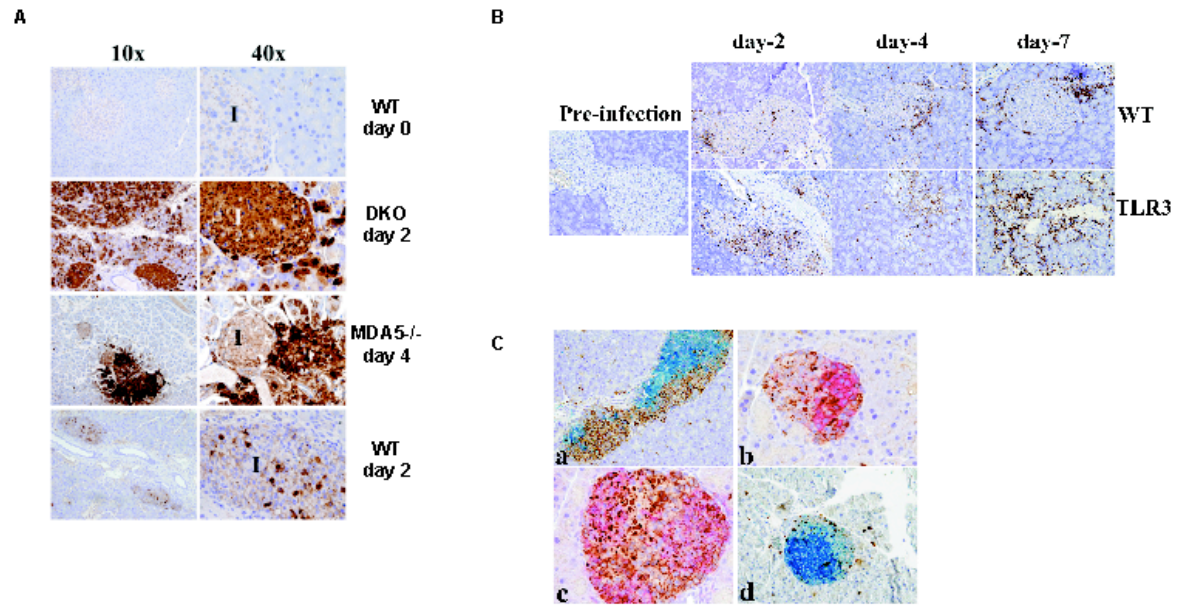 A
10x 40x
I
WT
day 0
I
DKO
day 2
I
MDA5-/-
day 4
I
WT
day 2
B
day-2 day-4 day-7
Pre-infection
WT
TLR3
C
a b
c d